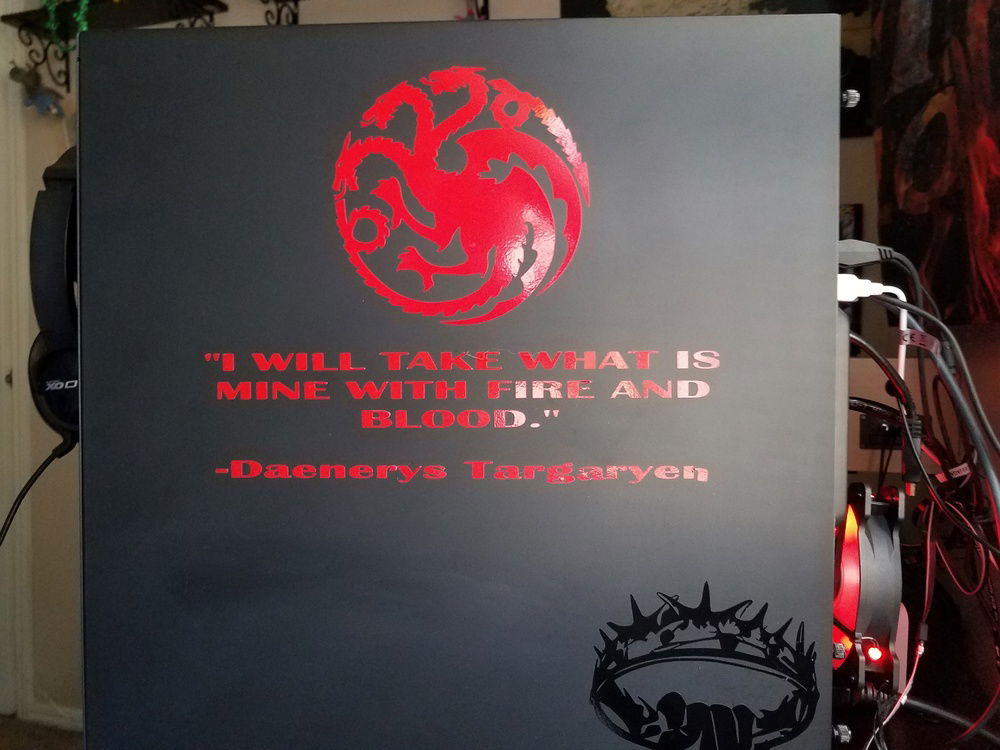 "I WILL TAKE WHAT IS
MINE WITH FIRE AND
BLOOD."
-Daenerys Targaryen